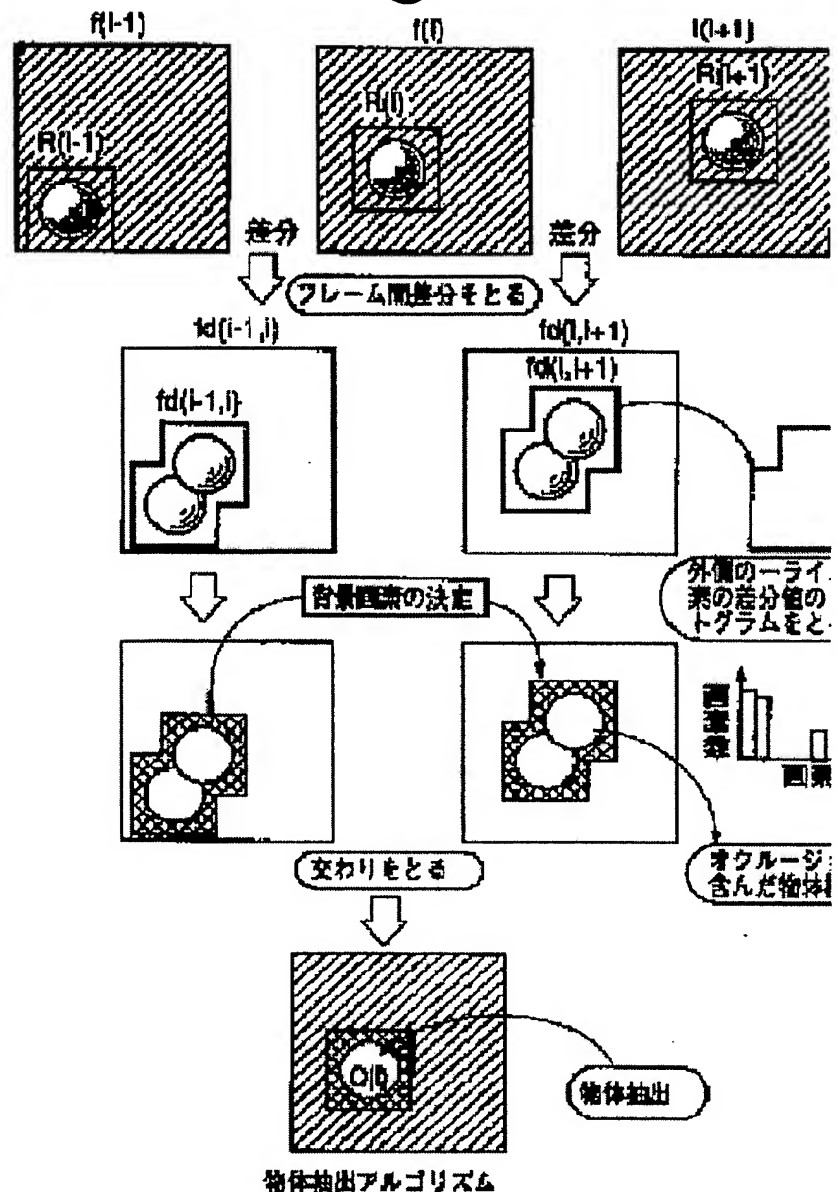 f(i-1)
f(i)
f(i+1)
R(i-1)
R(i)
R(i+1)
差分
差分
フレーム間差分をとる
fd(i-1,i)
fd(i,i+1)
fd(i-1,i)
fd(i,i+1)
背景画素の決定
外側の一ライ
素の差分値の
トグラムをと
画素数
画素
交わりをとる
オクルージ
含んだ物体
O(i)
物体抽出
物体抽出アルゴリズム